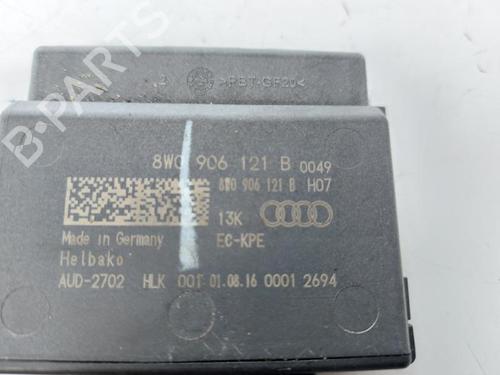 B-PARTS
>PBT-GF20<
8W0 906 121 B 0049
8W0 906 121 B H07
13K
Made in Germany EC-KPE
Helbako
AUD-2702 HLK 001 01.08.16 0001 2694